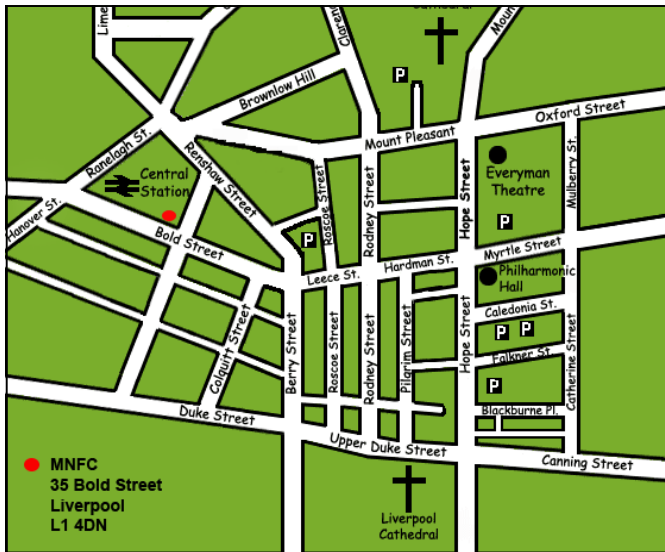 Cathedral
Lime
Claren
Mount
P
Brownlow Hill
Oxford Street
Ranelagh St.
Mount Pleasant
Central
Station
Renshaw Street
Everyman
Theatre
Mulberry St.
Roscoe Street
Rodney Street
Hope Street
P
Hanover St.
Bold Street
P
Myrtle Street
Leece St.
Hardman St.
Philharmonic
Hall
Caledonia St.
P
P
Falkner St.
Colquitt Street
Berry Street
Roscoe Street
Rodney Street
Pilgrim Street
Hope Street
Catherine Street
P
Blackburne Pl.
Duke Street
Upper Duke Street
Canning Street
Liverpool
Cathedral
MNFC
35 Bold Street
Liverpool
L1 4DN